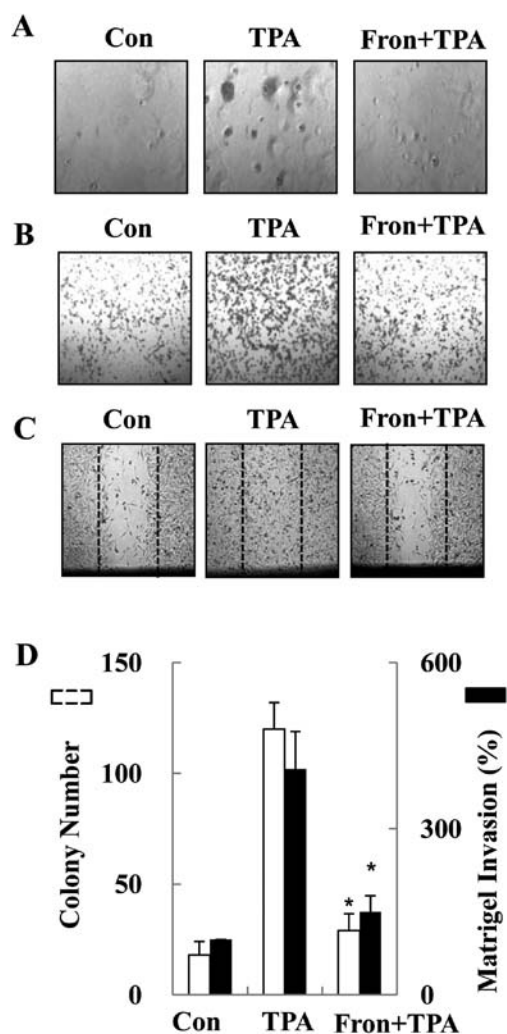 A
Con TPA Fron+TPA
B
Con TPA Fron+TPA
C
Con TPA Fron+TPA
D
Colony Number
150
100
50
0
* *
600
300
0
Matrigel Invasion (%)
Con TPA Fron+TPA